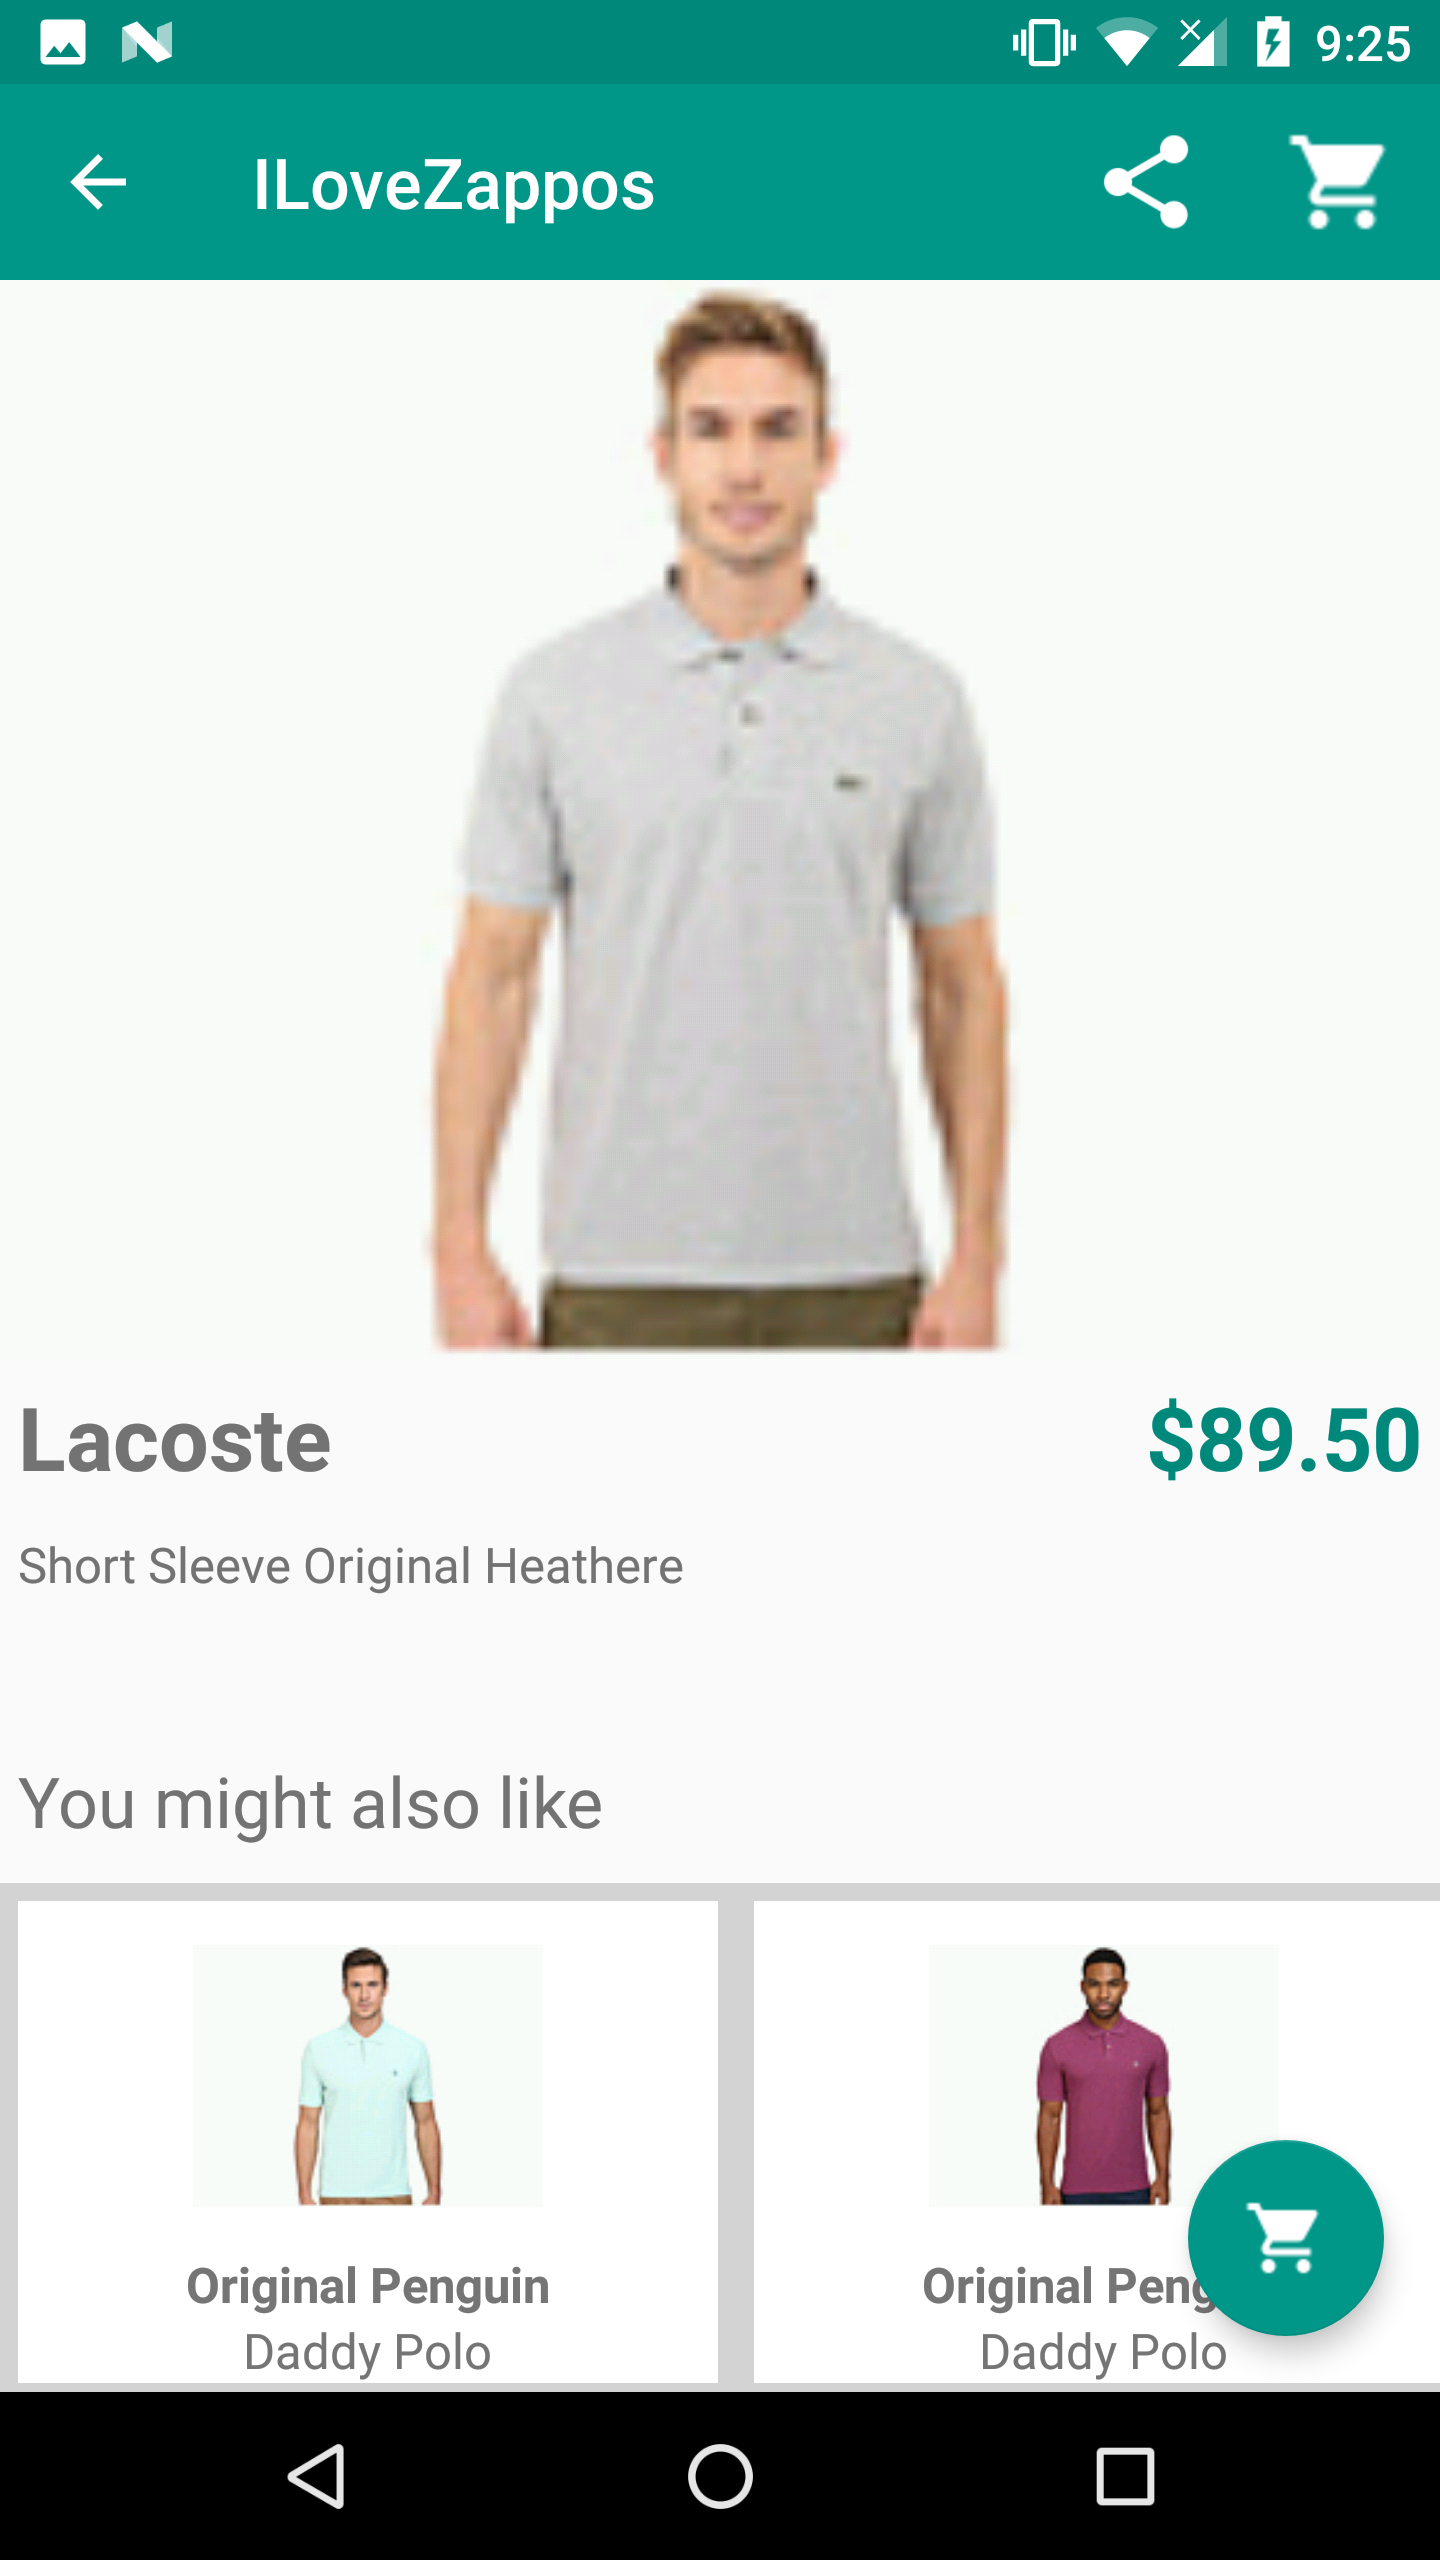 9:25
ILoveZappos
Lacoste
$89.50
Short Sleeve Original Heathere
You might also like
Original Penguin
Daddy Polo
Original Peng
Daddy Polo